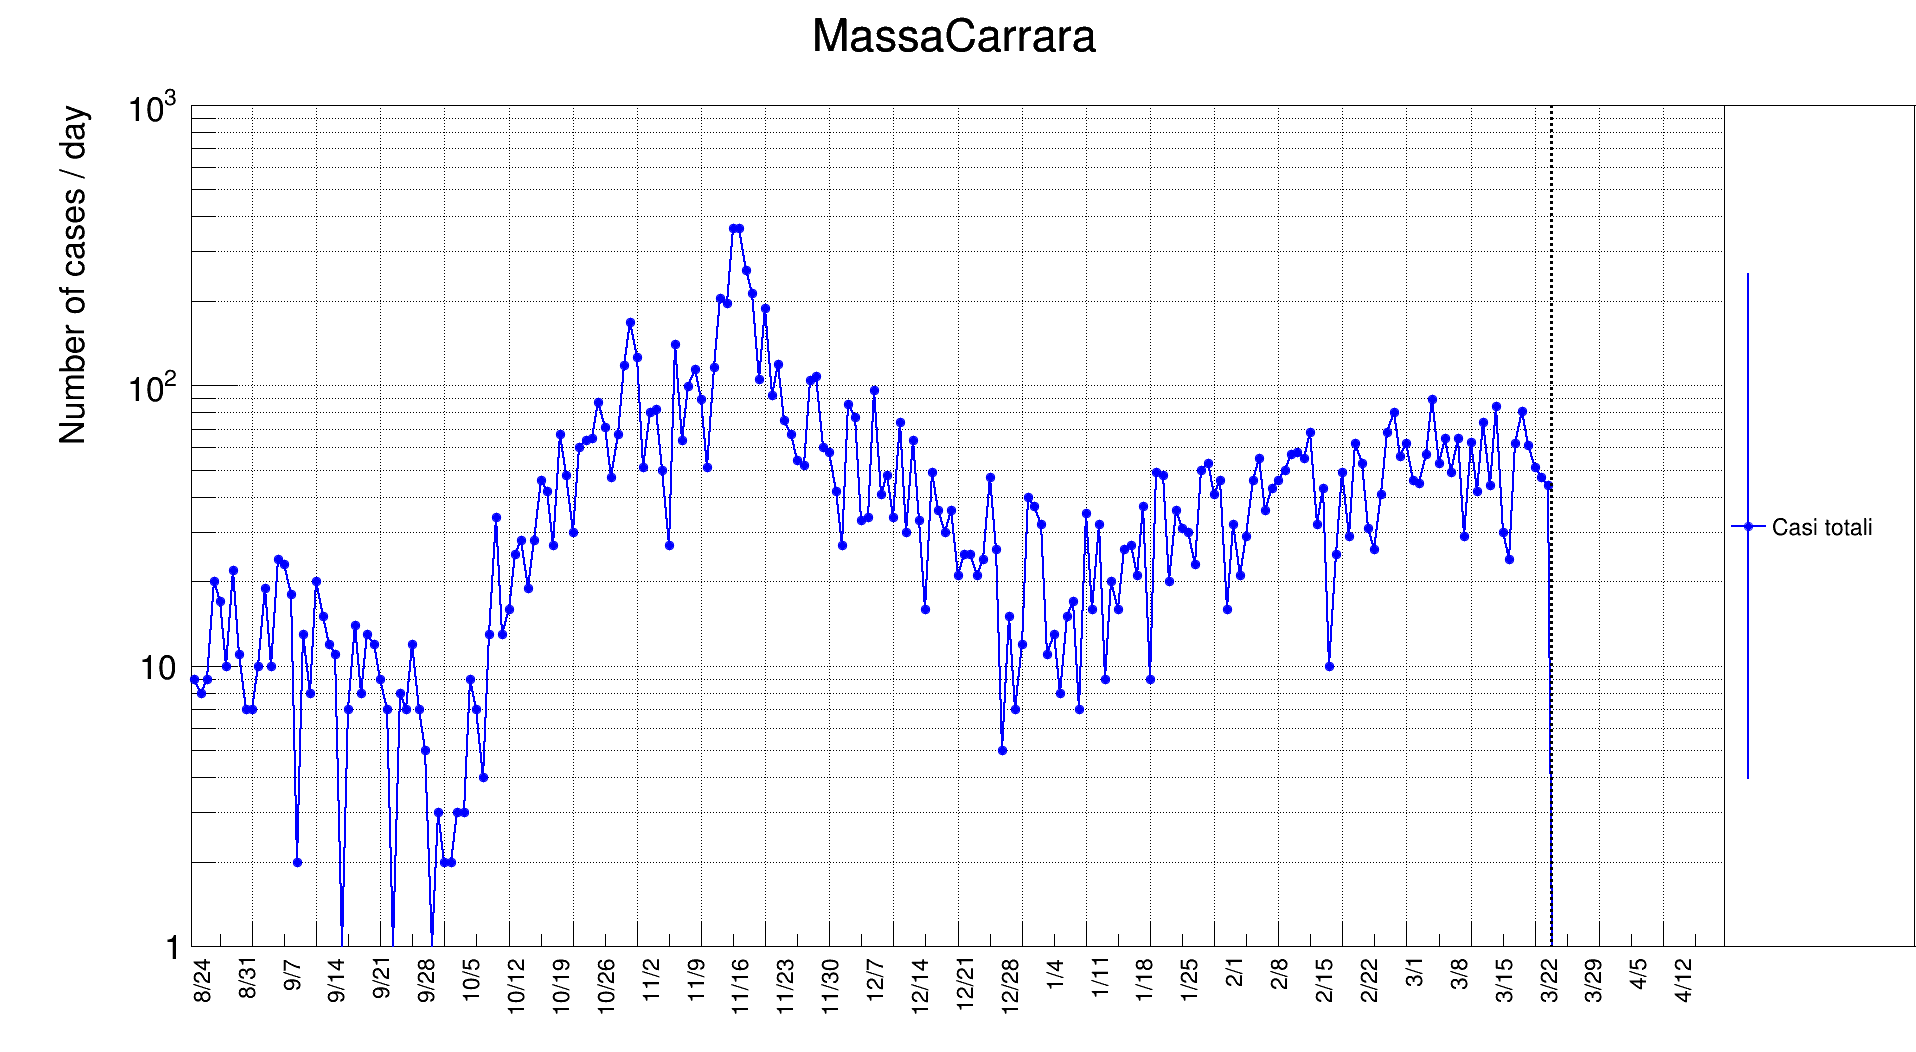 MassaCarrara
Number of cases / day
10³
10²
10
1
Casi totali
8/24 8/31 9/7 9/14 9/21 9/28 10/5 10/12 10/19 10/26 11/2 11/9 11/16 11/23 11/30 12/7 12/14 12/21 12/28 1/4 1/11 1/18 1/25 2/1 2/8 2/15 2/22 3/1 3/8 3/15 3/22 3/29 4/5 4/12